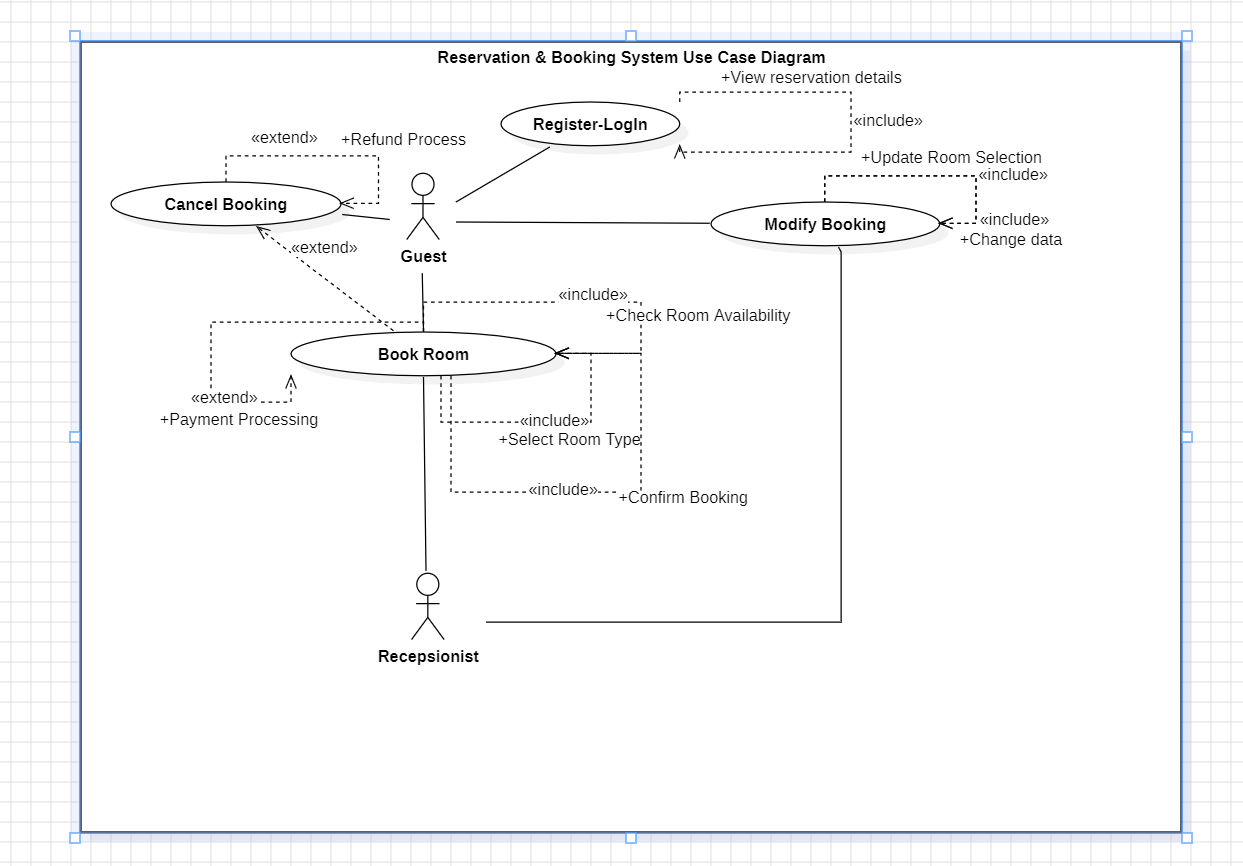 Reservation & Booking System Use Case Diagram
+View reservation details
Register-LogIn
«include»
«extend»
+Refund Process
+Update Room Selection
«include»
Cancel Booking
Modify Booking
«include»
+Change data
«extend»
Guest
«include»
+Check Room Availability
Book Room
«extend»
+Payment Processing
«include»
+Select Room Type
«include»
+Confirm Booking
Recepsionist